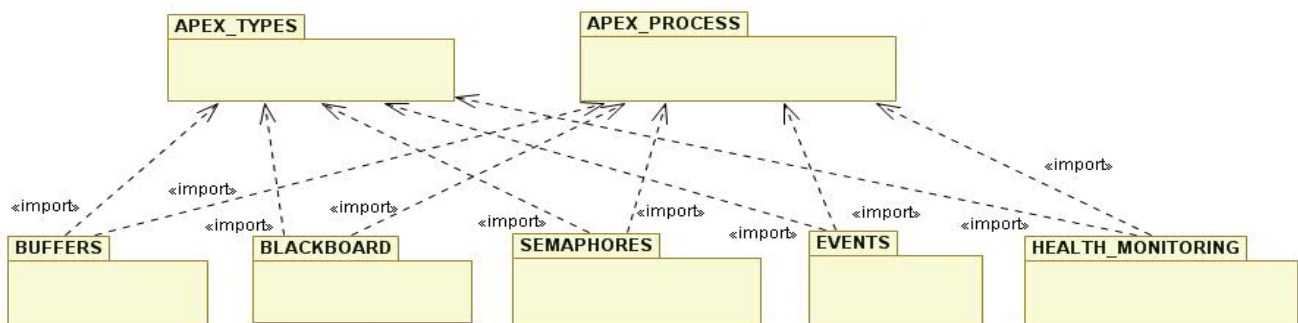 APEX_TYPES
APEX_PROCESS
«import»
«import»
«import»
«import»
«import»
«import»
«import»
«import»
«import»
«import»
BUFFERS
BLACKBOARD
SEMAPHORES
EVENTS
HEALTH_MONITORING